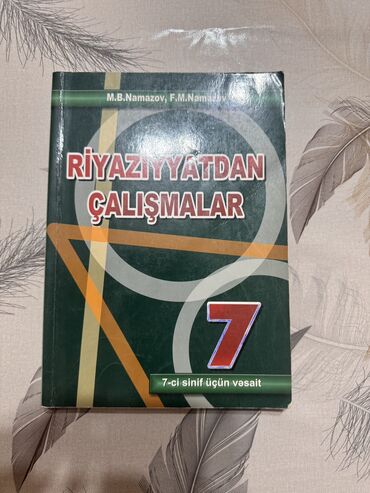 M.B.Namazov, F.M.Namazov
RİYAZİYYATDAN
ÇALIŞMALAR
7
7-ci sinif üçün vəsait